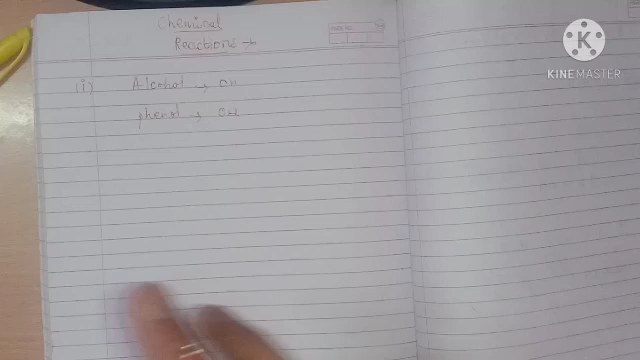 Chemical
Reactions →
(i) Alcohol → OH
phenol → OH
K
KINEMASTER